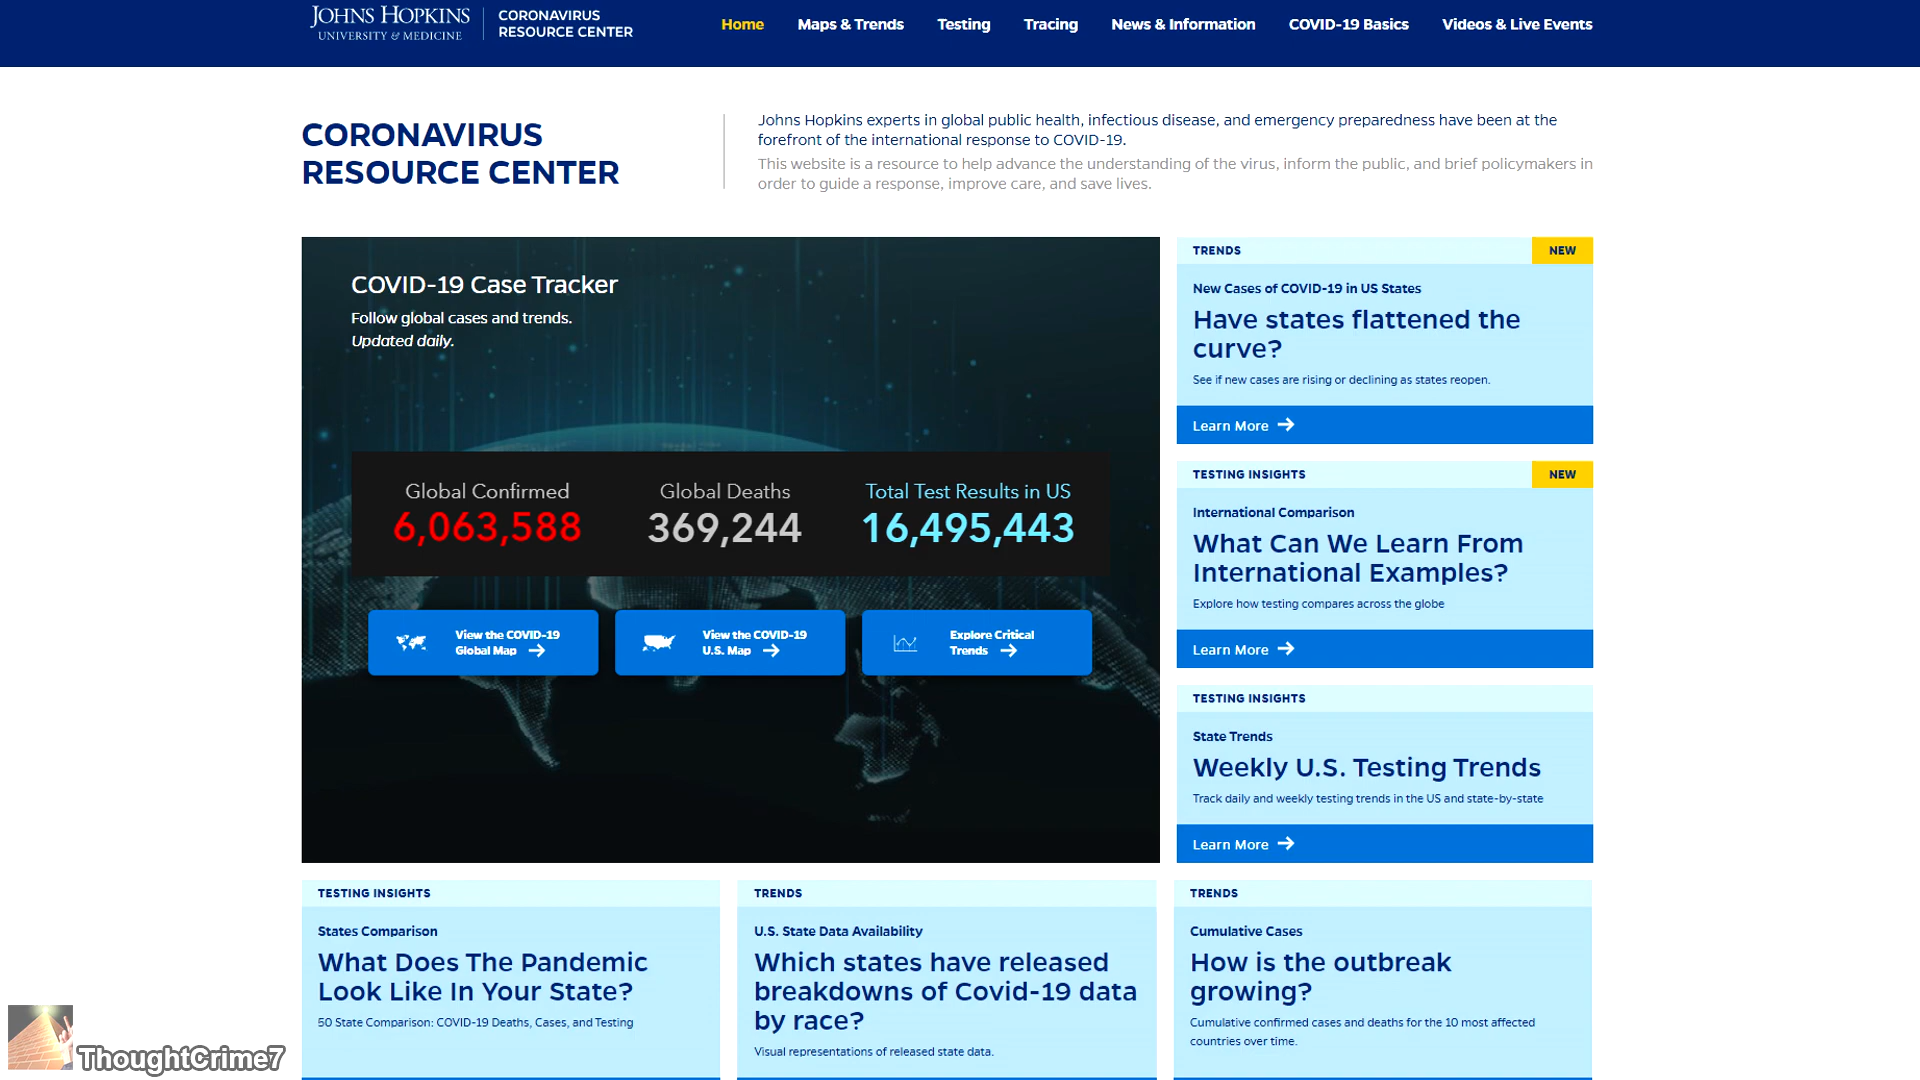 JOHNS HOPKINS
UNIVERSITY & MEDICINE
CORONAVIRUS
RESOURCE CENTER
Home
Maps & Trends
Testing
Tracing
News & Information
COVID-19 Basics
Videos & Live Events
CORONAVIRUS
RESOURCE CENTER
Johns Hopkins experts in global public health, infectious disease, and emergency preparedness have been at the
forefront of the international response to COVID-19.
This website is a resource to help advance the understanding of the virus, inform the public, and brief policymakers in
order to guide a response, improve care, and save lives.
COVID-19 Case Tracker
Follow global cases and trends.
Updated daily.
Global Confirmed
6,063,588
Global Deaths
369,244
Total Test Results in US
16,495,443
View the COVID-19
Global Map
View the COVID-19
U.S. Map
Explore Critical
Trends
TRENDS
NEW
New Cases of COVID-19 in US States
Have states flattened the
curve?
See if new cases are rising or declining as states reopen.
Learn More
TESTING INSIGHTS
NEW
International Comparison
What Can We Learn From
International Examples?
Explore how testing compares across the globe
Learn More
TESTING INSIGHTS
State Trends
Weekly U.S. Testing Trends
Track daily and weekly testing trends in the US and state-by-state
Learn More
TESTING INSIGHTS
States Comparison
What Does The Pandemic
Look Like In Your State?
50 State Comparison: COVID-19 Deaths, Cases, and Testing
TRENDS
U.S. State Data Availability
Which states have released
breakdowns of Covid-19 data
by race?
Visual representations of released state data.
TRENDS
Cumulative Cases
How is the outbreak
growing?
Cumulative confirmed cases and deaths for the 10 most affected
countries over time.
ThoughtCrime7